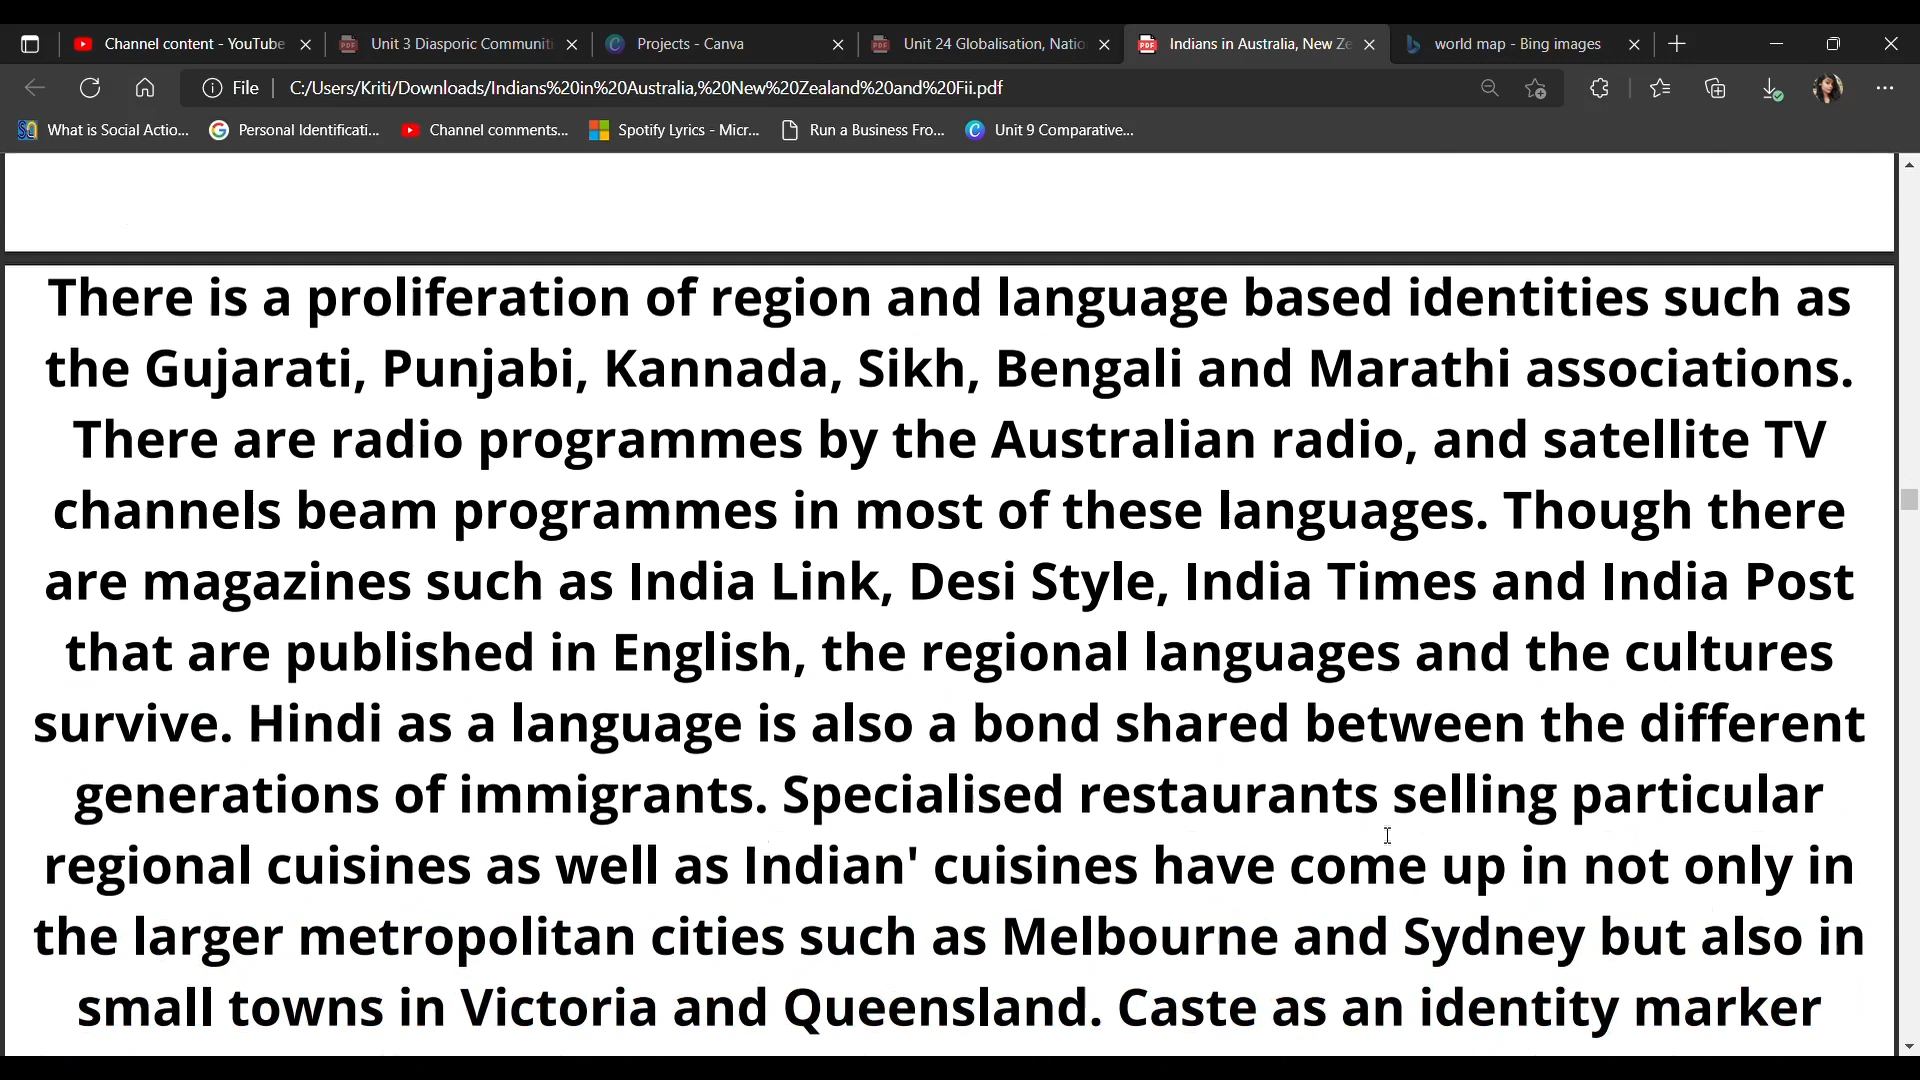 Channel content - YouTube
Unit 3 Diasporic Communiti
Projects - Canva
Unit 24 Globalisation, Natio
Indians in Australia, New Ze
world map - Bing images
File
C:/Users/Kriti/Downloads/Indians%20in%20Australia,%20New%20Zealand%20and%20Fii.pdf
What is Social Actio...
Personal Identificati...
Channel comments...
Spotify Lyrics - Micr...
Run a Business Fro...
Unit 9 Comparative...
There is a proliferation of region and language based identities such as
the Gujarati, Punjabi, Kannada, Sikh, Bengali and Marathi associations.
There are radio programmes by the Australian radio, and satellite TV
channels beam programmes in most of these languages. Though there
are magazines such as India Link, Desi Style, India Times and India Post
that are published in English, the regional languages and the cultures
survive. Hindi as a language is also a bond shared between the different
generations of immigrants. Specialised restaurants selling particular
regional cuisines as well as Indian' cuisines have come up in not only in
the larger metropolitan cities such as Melbourne and Sydney but also in
small towns in Victoria and Queensland. Caste as an identity marker